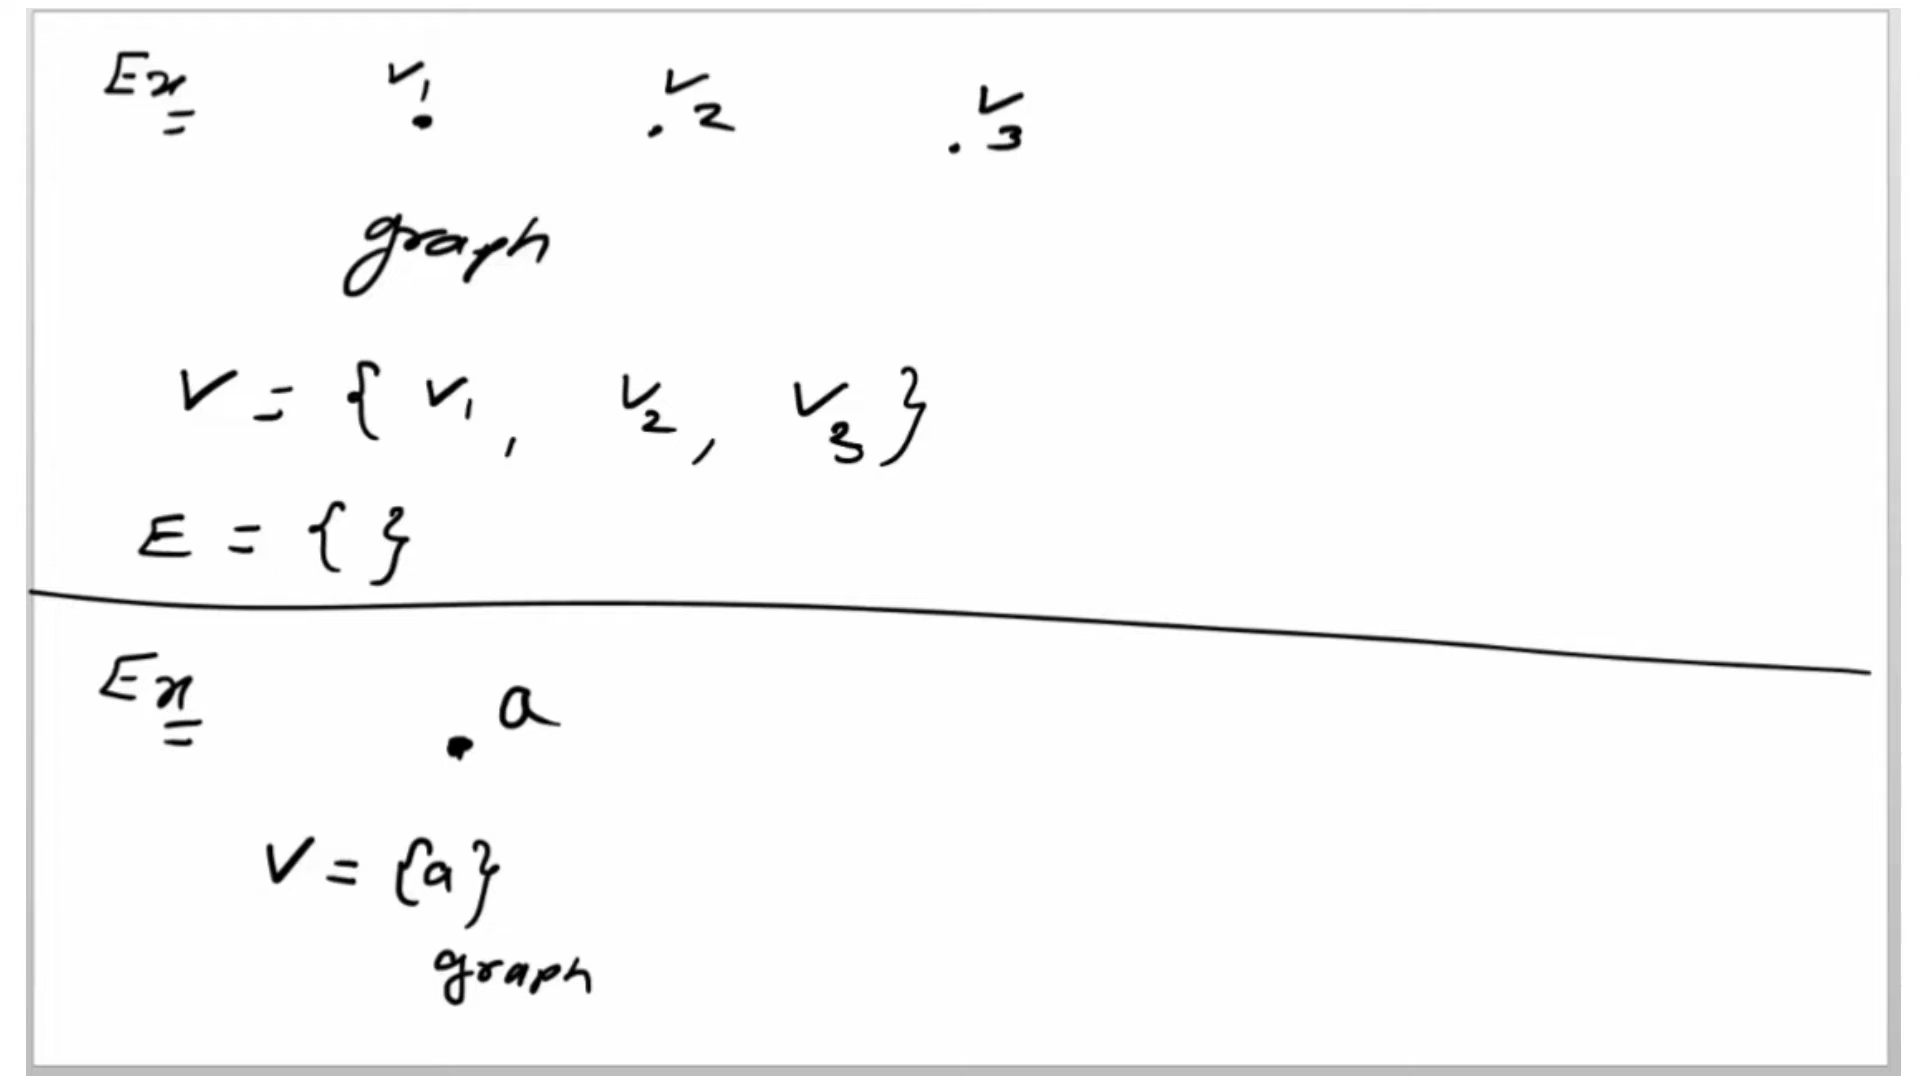 Ex v₁ v₂ v₃
graph
V = { v₁, v₂, v₃ }
E = { }
Ex a
V = {a}
graph